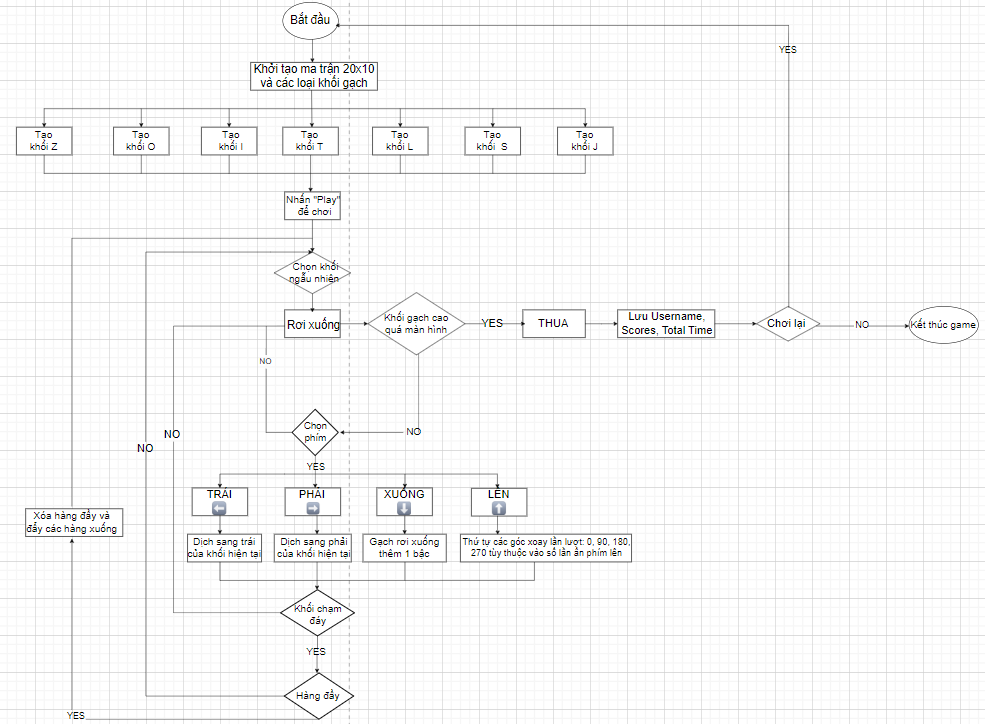 Bắt đầu
YES
Khởi tạo ma trận 20x10
và các loại khối gạch
Tạo
khối Z
Tạo
khối O
Tạo
khối I
Tạo
khối T
Tạo
khối L
Tạo
khối S
Tạo
khối J
Nhấn "Play"
để chơi
Chọn khối
ngẫu nhiên
Rơi xuống
Khối gạch cao
quá màn hình
YES
THUA
Lưu Username,
Scores, Total Time
Chơi lại
NO
Kết thúc game
NO
Chọn
phím
NO
NO
NO
YES
TRÁI
PHẢI
XUỐNG
LÊN
Xóa hàng đầy và
đẩy các hàng xuống
Dịch sang trái
của khối hiện tại
Dịch sang phải
của khối hiện tại
Gạch rơi xuống
thêm 1 bậc
Thứ tự các góc xoay lần lượt: 0, 90, 180,
270 tùy thuộc vào số lần ấn phím lên
Khối chạm
đáy
YES
Hàng đầy
YES